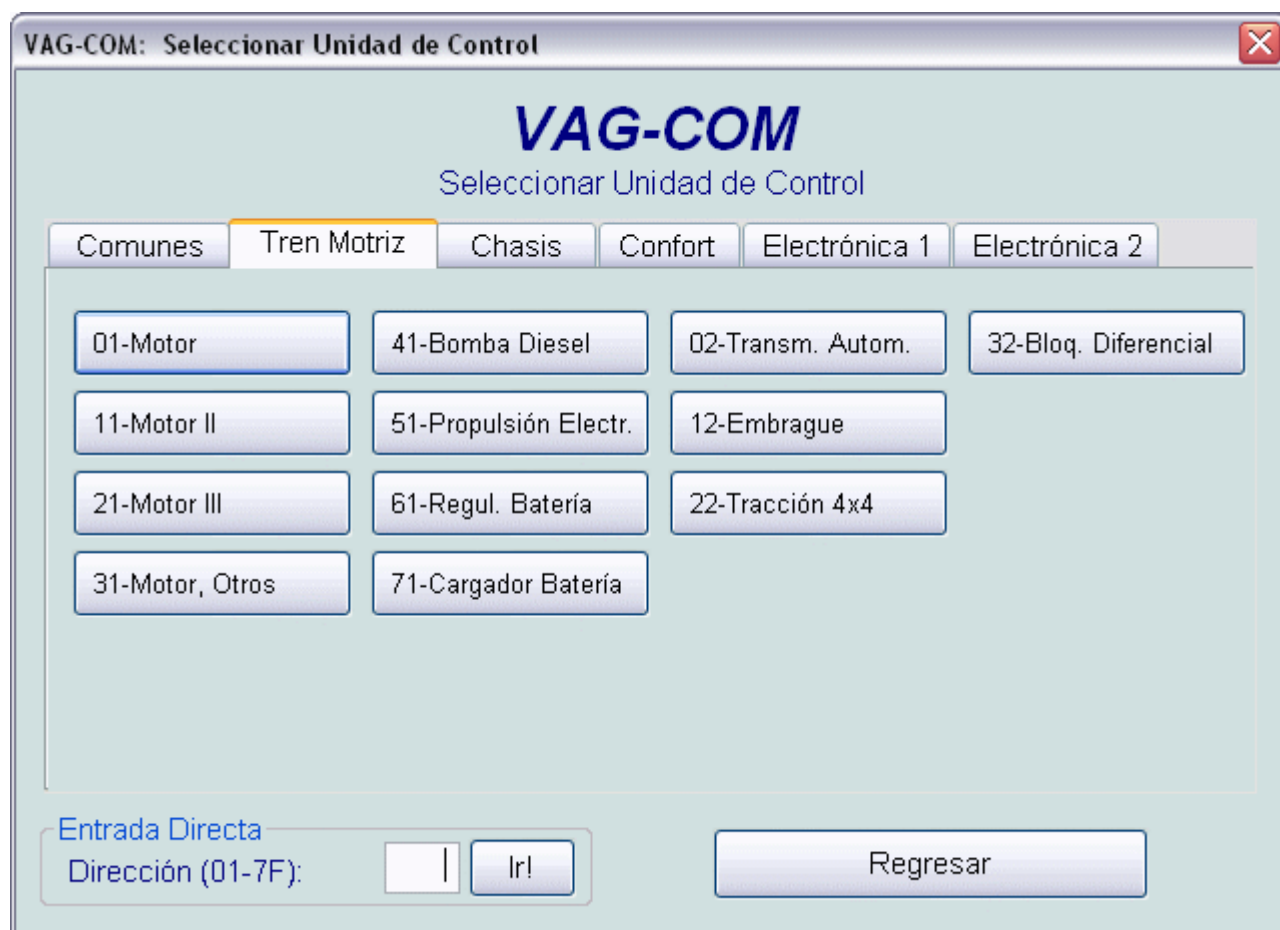 VAG-COM: Seleccionar Unidad de Control
VAG-COM
Seleccionar Unidad de Control
Comunes Tren Motriz Chasis Confort Electrónica 1 Electrónica 2
01-Motor 41-Bomba Diesel 02-Transm. Autom. 32-Bloq. Diferencial
11-Motor II 51-Propulsión Electr. 12-Embrague
21-Motor III 61-Regul. Batería 22-Tracción 4x4
31-Motor, Otros 71-Cargador Batería
Entrada Directa
Dirección (01-7F): Ir! Regresar